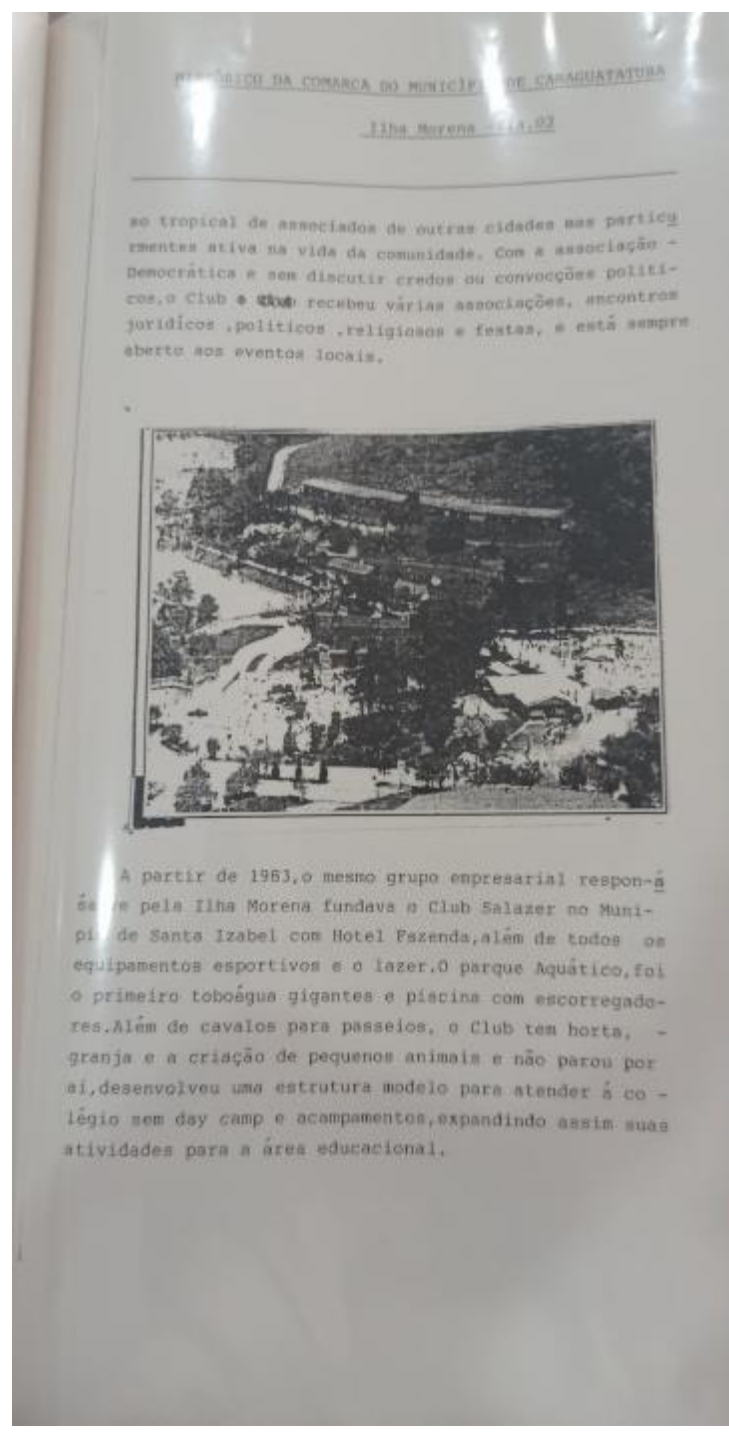 HISTÓRICO DA COMARCA DO MUNICÍPIO DE CARAGUATATUBA
Ilha Morena
so tropical de associados de outras cidades mas particu
rmentes ativa na vida da comunidade. Com a associação -
Democrática e sem discutir credos ou convocções politi-
cos,o Club recebeu várias associações, encontros
jurídicos ,politicos ,religiosos e festas, e está sempre
aberto aos eventos locais.
A partir de 1983,o mesmo grupo empresarial respon-á
pela Ilha Morena fundava o Club Salazer no Muni-
de Santa Izabel com Hotel Fazenda,além de todos os
equipamentos esportivos e o lazer.O parque Aquático,foi
o primeiro toboágua gigantes e piscina com escorregado-
res.Além de cavalos para passeios, o Club tem horta, -
granja e a criação de pequenos animais e não parou por
aí,desenvolveu uma estrutura modelo para atender á co -
légio sem day camp e acampamentos,expandindo assim suas
atividades para a área educacional.